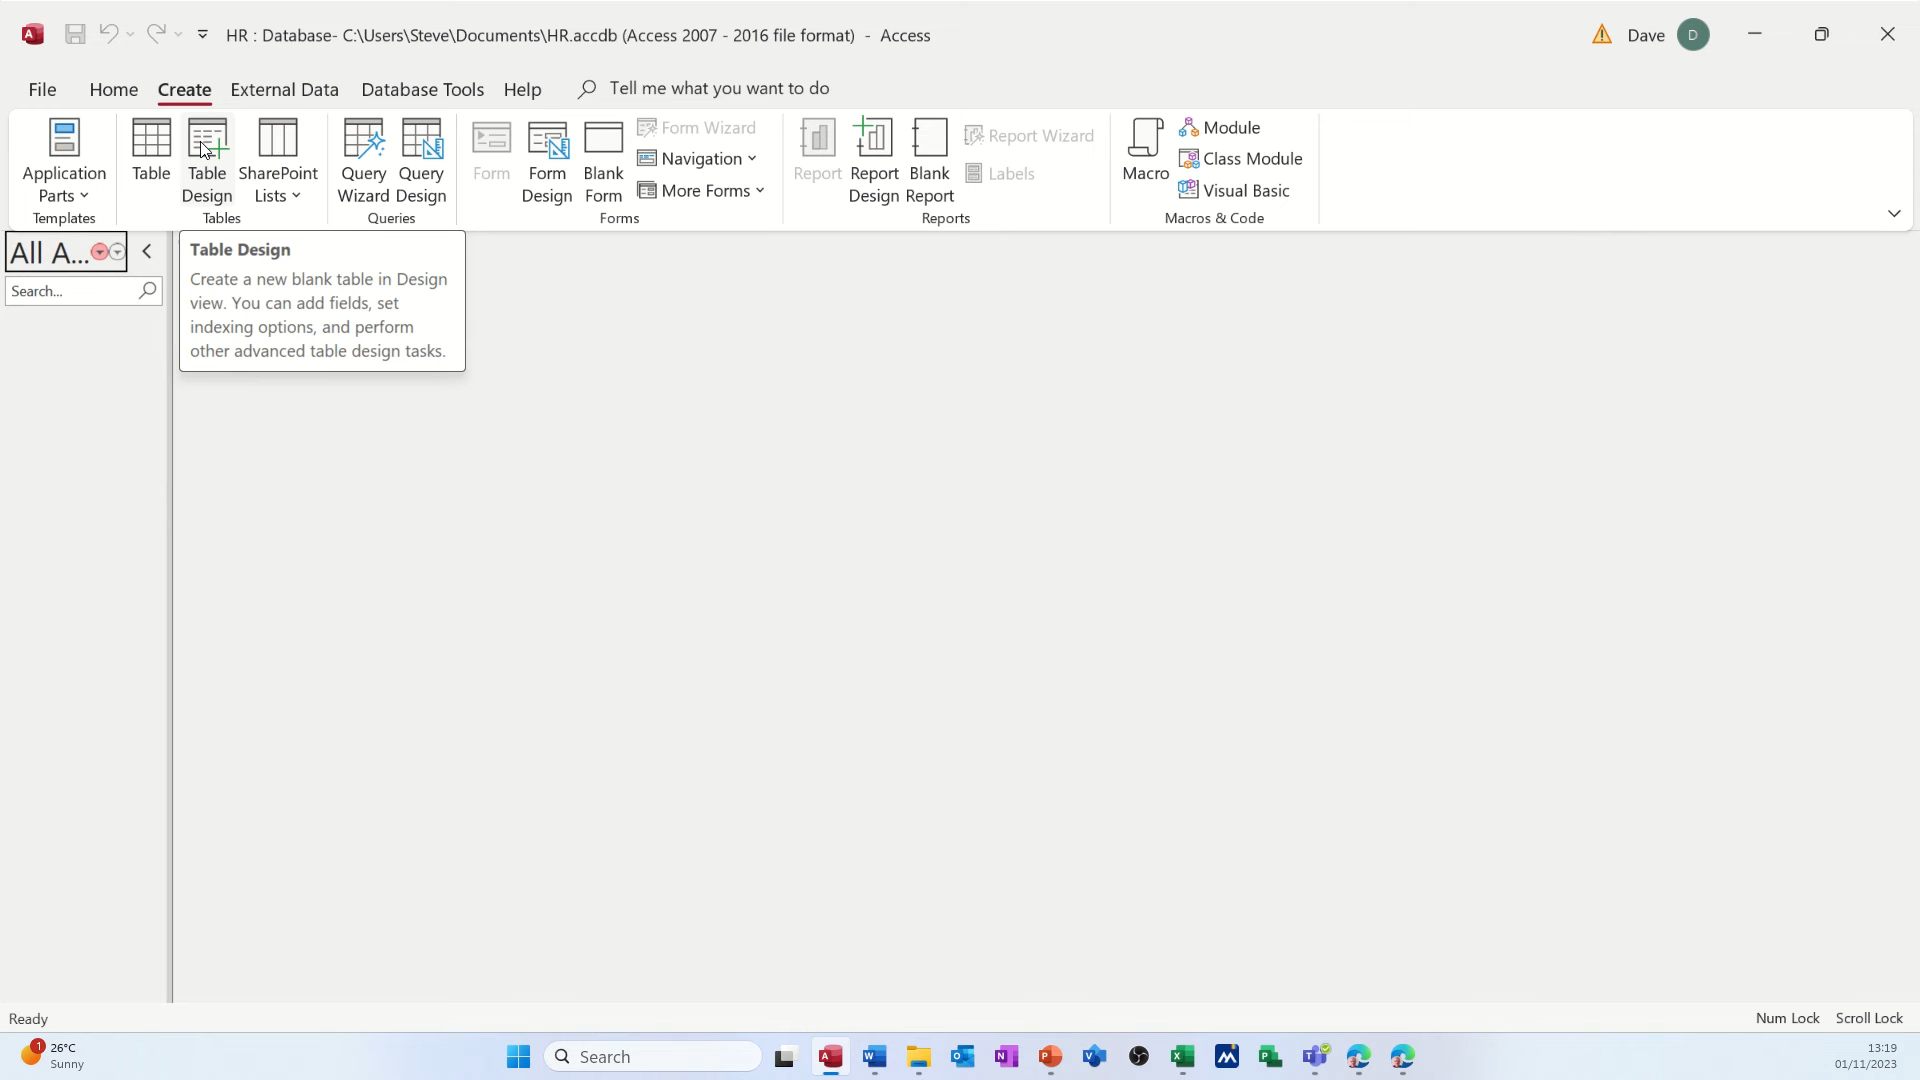 HR : Database- C:\Users\Steve\Documents\HR.accdb (Access 2007 - 2016 file format) - Access
Dave D
File Home Create External Data Database Tools Help Tell me what you want to do
Application Parts
Templates
Table
Table Design
SharePoint Lists
Tables
Query Wizard
Query Design
Queries
Form
Form Design
Blank Form
Form Wizard
Navigation
More Forms
Forms
Report
Report Design
Blank Report
Report Wizard
Labels
Reports
Macro
Module
Class Module
Visual Basic
Macros & Code
All A...
Search...
Table Design
Create a new blank table in Design
view. You can add fields, set
indexing options, and perform
other advanced table design tasks.
Ready
Num Lock Scroll Lock
1
26°C
Sunny
Search
13:19
01/11/2023